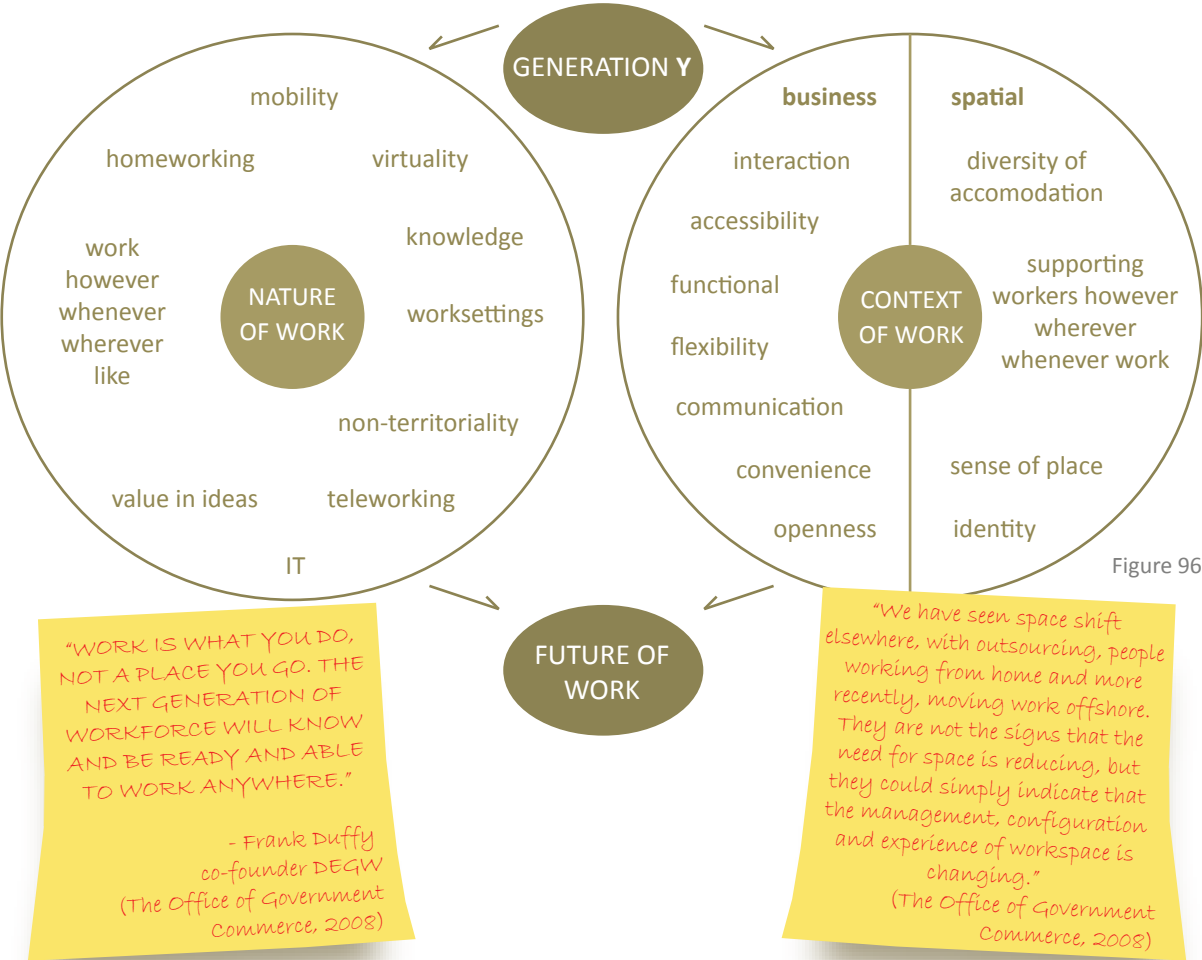 GENERATION Y
mobility
homeworking
virtuality
knowledge
work
however
whenever
wherever
like
NATURE
OF WORK
worksettings
non-territoriality
value in ideas
teleworking
IT
business
spatial
interaction
diversity of
accomodation
accessibility
functional
supporting
workers however
wherever
whenever work
CONTEXT
OF WORK
flexibility
communication
convenience
sense of place
openness
identity
Figure 96
FUTURE OF
WORK
"WORK IS WHAT YOU DO,
NOT A PLACE YOU GO. THE
NEXT GENERATION OF
WORKFORCE WILL KNOW
AND BE READY AND ABLE
TO WORK ANYWHERE."
- Frank Duffy
co-founder DEGW
(The Office of Government
Commerce, 2008)
"We have seen space shift
elsewhere, with outsourcing, people
working from home and more
recently, moving work offshore.
They are not the signs that the
need for space is reducing, but
they could simply indicate that
the management, configuration
and experience of workspace is
changing."
(The Office of Government
Commerce, 2008)